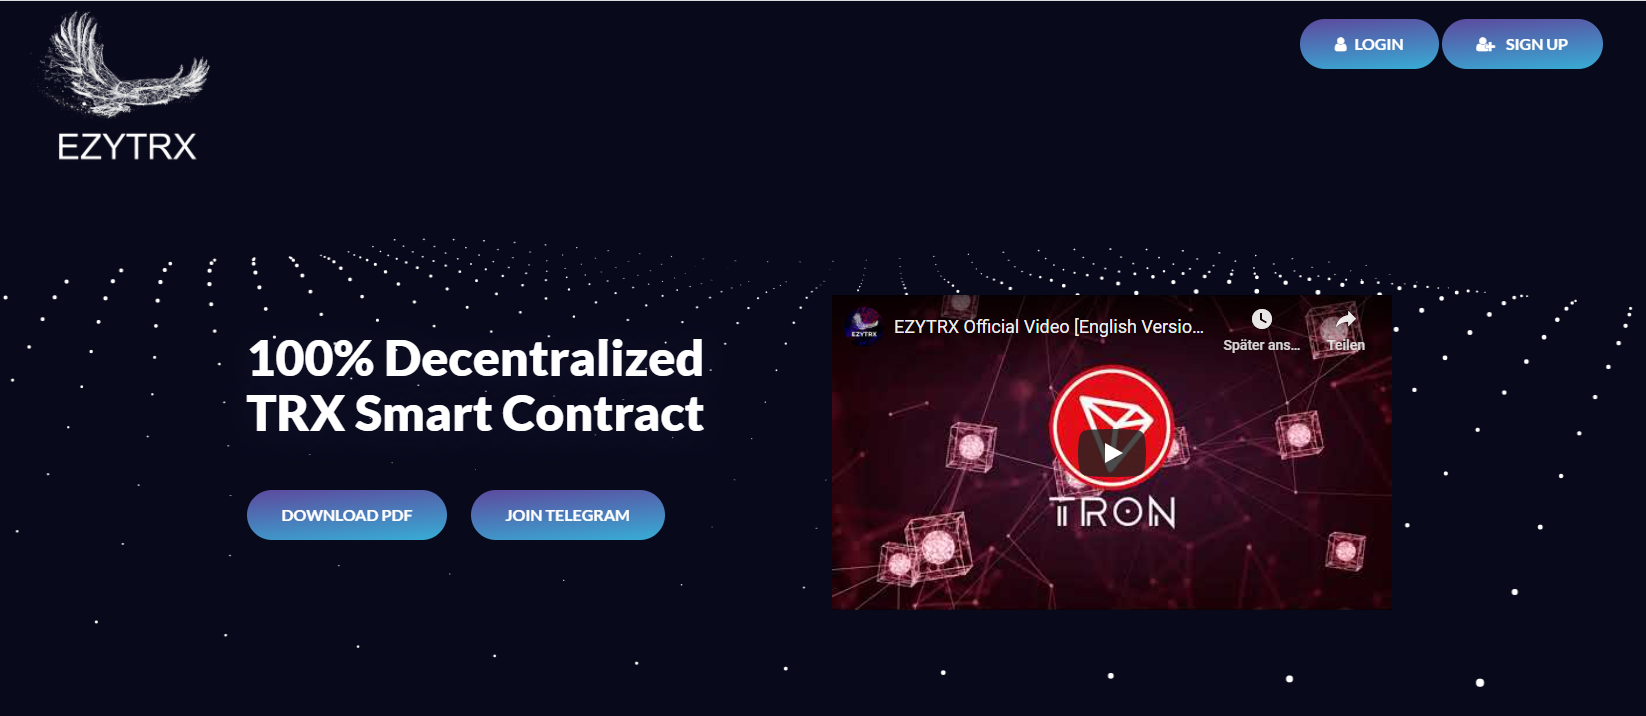 LOGIN
SIGN UP
EZYTRX
EZYTRX
EZYTRX Official Video [English Versio...
Später ans...
Teilen
100% Decentralized
TRX Smart Contract
TRON
DOWNLOAD PDF
JOIN TELEGRAM